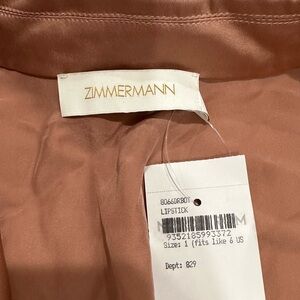 ZIMMERMANN
8066DRBOT
LIPSTICK
9352185993372
Size: 1 (fits like 6 US
Dept: 829